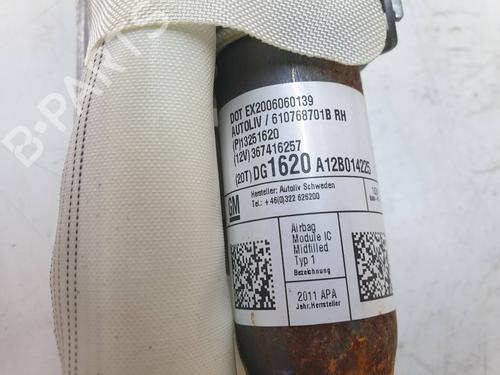 DOT EX2006060139
AUTOLIV / 610768701B RH
(P)13251620
(12V)367416257
(20T) DG1620 A12B014225
GM
Hersteller: Autoliv Schweden
Tel.: +46(0)322 626200
Airbag
Module IC
Midfilled
Typ 1
Bezeichnung
2011 APA
Jahr, Hersteller
B-PARTS